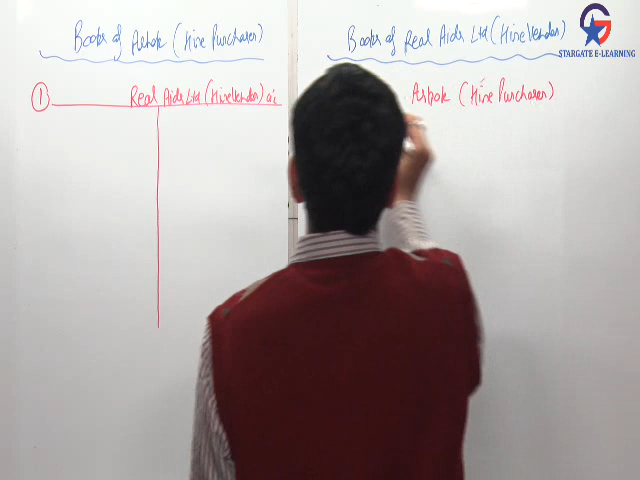 Books of Ashok (Hire Purchaser)
① Real Aids Ltd (Hire Vendor) a/c
Books of Real Aids Ltd (Hire Vendor)
Ashok (Hire Purchaser)
STARGATE E-LEARNING